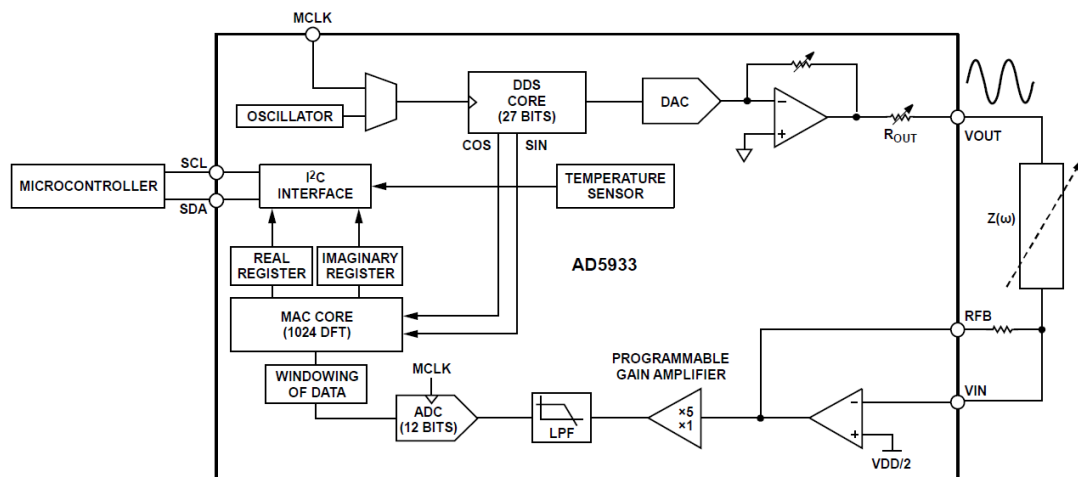 MCLK
OSCILLATOR
DDS
CORE
(27 BITS)
COS
SIN
DAC
−
+
R_OUT
VOUT
MICROCONTROLLER
SCL
SDA
I²C
INTERFACE
TEMPERATURE
SENSOR
Z(ω)
REAL
REGISTER
IMAGINARY
REGISTER
AD5933
MAC CORE
(1024 DFT)
RFB
WINDOWING
OF DATA
MCLK
ADC
(12 BITS)
LPF
PROGRAMMABLE
GAIN AMPLIFIER
×5
×1
−
+
VIN
VDD/2